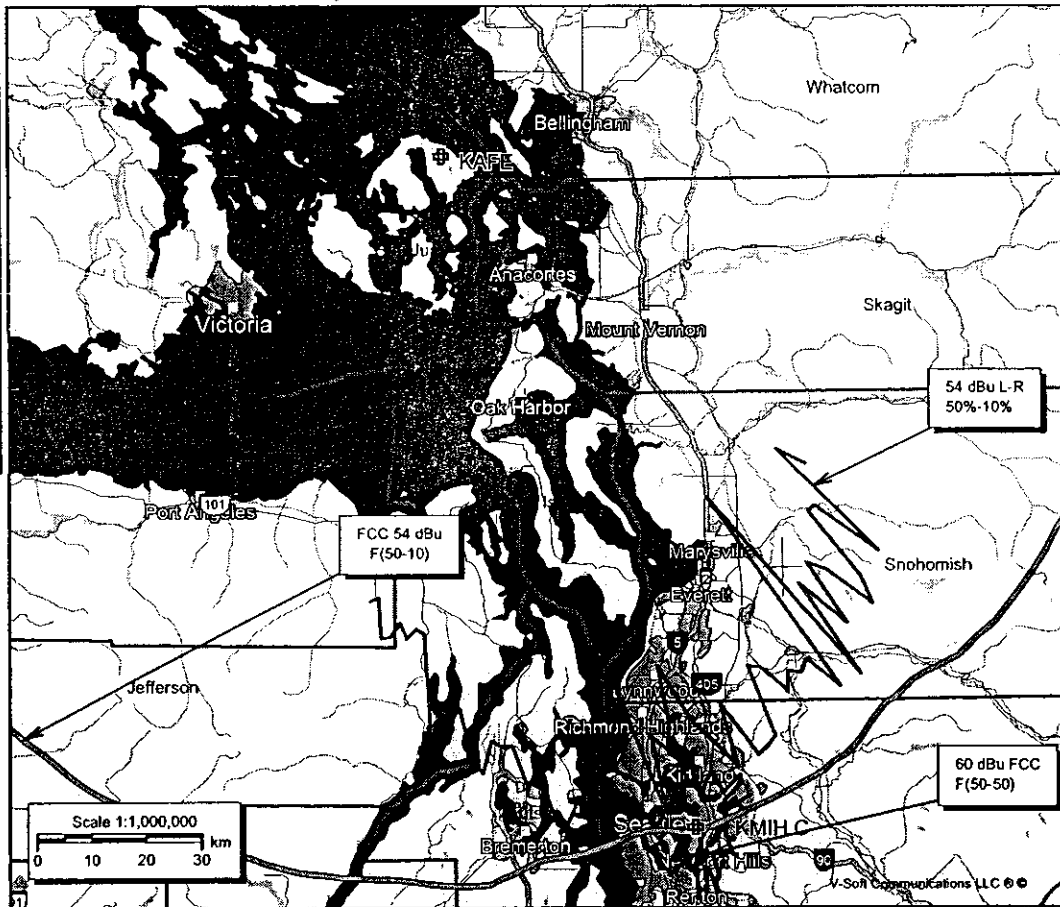 Whatcom
Bellingham
KAFE
Ju
Anacortes
Skagit
Victoria
Mount Vernon
54 dBu L-R
50%-10%
Oak Harbor
101
Port Angeles
FCC 54 dBu
F(50-10)
Marysville
Snohomish
Everett
5
Jefferson
405
Richmond Highlands
60 dBu FCC
F(50-50)
Scale 1:1,000,000
km
0 10 20 30
KMIH C
Bremerton
90
V-Soft Communications LLC ® ©
Renton